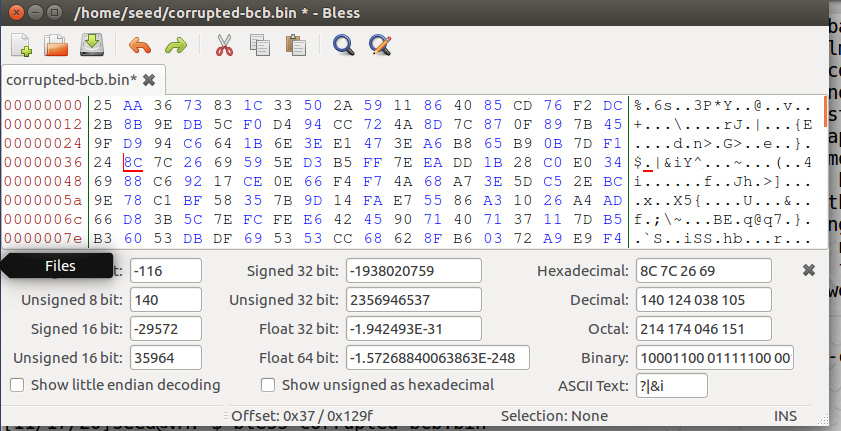 /home/seed/corrupted-bcb.bin * - Bless
corrupted-bcb.bin*
00000000 25 AA 36 73 83 1C 33 50 2A 59 11 86 40 85 CD 76 F2 DC %.6s..3P*Y..@..v..
00000012 2B 8B 9E DB 5C F0 D4 94 CC 72 4A 8D 7C 87 0F 89 7B 45 +...\....rJ.|...{E
00000024 9F D9 94 C6 64 1B 6E 3E E1 47 3E A6 B8 65 B9 0B 7D F1 ....d.n>.G>..e..}.
00000036 24 8C 7C 26 69 59 5E D3 B5 FF 7E EA DD 1B 28 C0 E0 34 $.|&iY^...~...(..4
00000048 69 88 C6 92 17 CE 0E 66 F4 F7 4A 68 A7 3E 5D C5 2E BC i......f..Jh.>]...
0000005a 9E 78 C1 BF 58 35 7B 9D 14 FA E7 55 86 A3 10 26 A4 AD .x..X5{....U...&..
0000006c 66 D8 3B 5C 7E FC FE E6 42 45 90 71 40 71 37 11 7D B5 f.;\~...BE.q@q7.}.
0000007e B3 60 53 DB DF 69 53 53 CC 68 62 8F B6 03 72 A9 E9 F4 .`S..iSS.hb...r...
Files
it: -116 Signed 32 bit: -1938020759 Hexadecimal: 8C 7C 26 69
Unsigned 8 bit: 140 Unsigned 32 bit: 2356946537 Decimal: 140 124 038 105
Signed 16 bit: -29572 Float 32 bit: -1.942493E-31 Octal: 214 174 046 151
Unsigned 16 bit: 35964 Float 64 bit: -1.57268840063863E-248 Binary: 10001100 01111100 00
Show little endian decoding Show unsigned as hexadecimal ASCII Text: ?|&i
Offset: 0x37 / 0x129f Selection: None INS